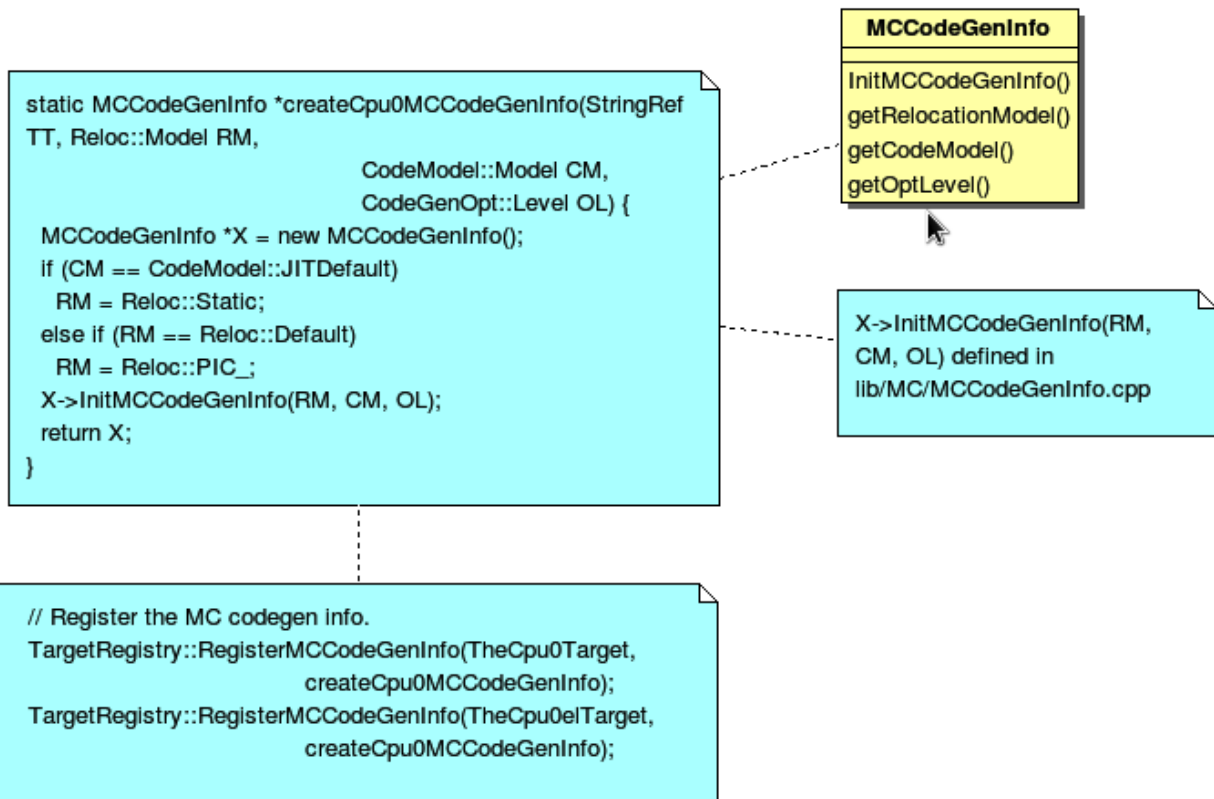 MCCodeGenInfo
InitMCCodeGenInfo()
getRelocationModel()
getCodeModel()
getOptLevel()
static MCCodeGenInfo *createCpu0MCCodeGenInfo(StringRef
TT, Reloc::Model RM,
CodeModel::Model CM,
CodeGenOpt::Level OL) {
MCCodeGenInfo *X = new MCCodeGenInfo();
if (CM == CodeModel::JITDefault)
RM = Reloc::Static;
else if (RM == Reloc::Default)
RM = Reloc::PIC_;
X->InitMCCodeGenInfo(RM, CM, OL);
return X;
}
X->InitMCCodeGenInfo(RM,
CM, OL) defined in
lib/MC/MCCodeGenInfo.cpp
// Register the MC codegen info.
TargetRegistry::RegisterMCCodeGenInfo(TheCpu0Target,
createCpu0MCCodeGenInfo);
TargetRegistry::RegisterMCCodeGenInfo(TheCpu0elTarget,
createCpu0MCCodeGenInfo);